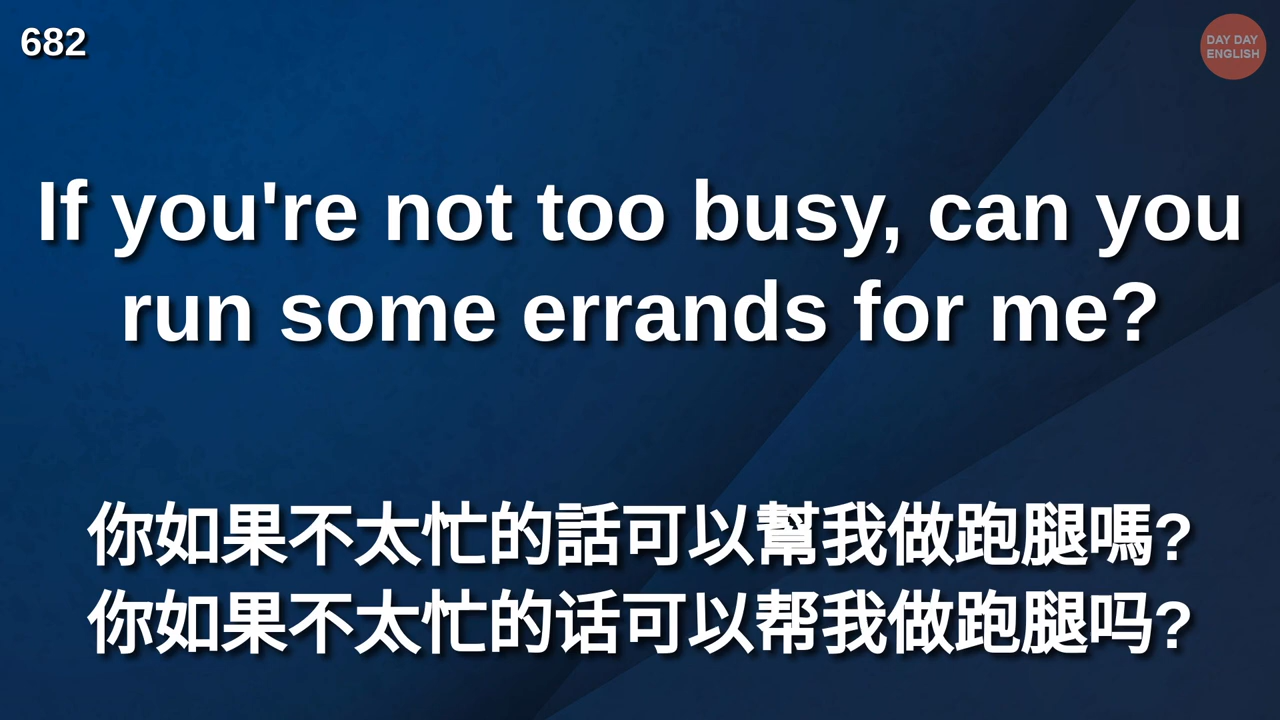 682
DAY DAY
ENGLISH
If you're not too busy, can you
run some errands for me?
你如果不太忙的話可以幫我做跑腿嗎?
你如果不太忙的话可以帮我做跑腿吗?